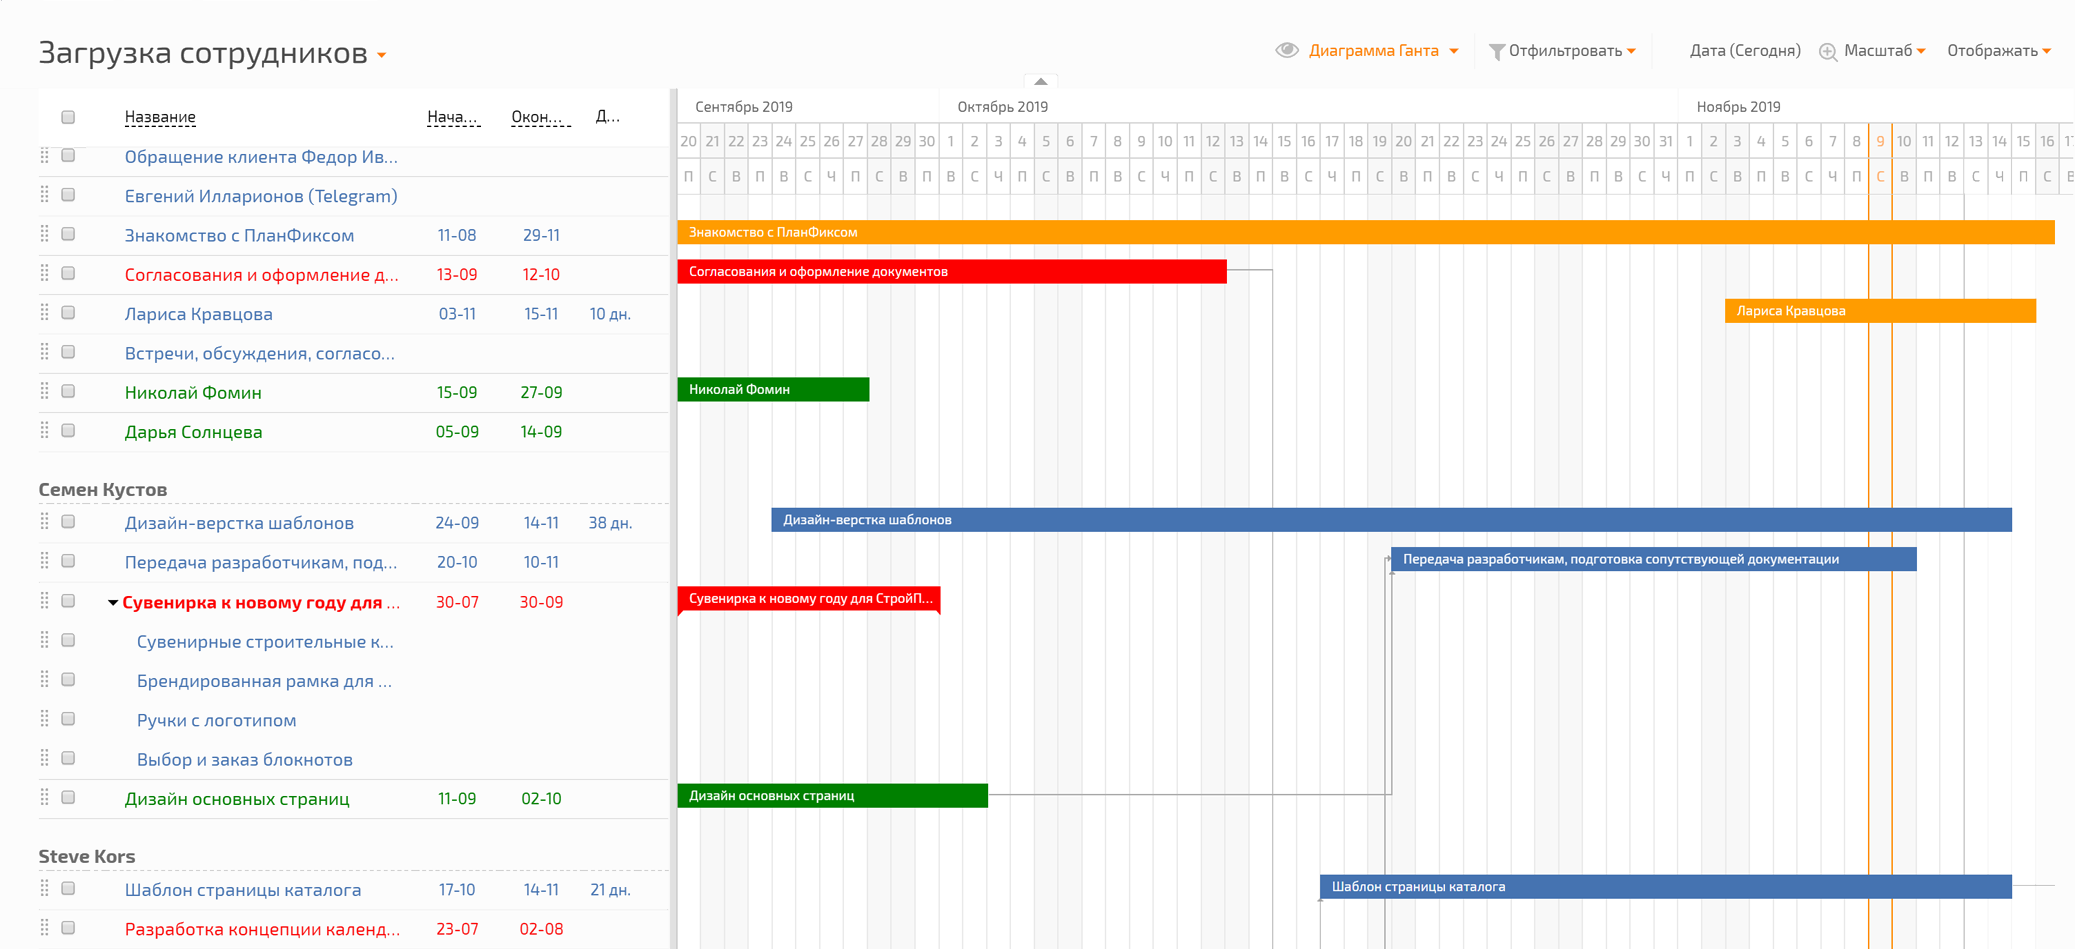 Загрузка сотрудников
Диаграмма Ганта
Отфильтровать
Дата (Сегодня)
Масштаб
Отображать
Название Нача... Окон... Д...
Сентябрь 2019 Октябрь 2019 Ноябрь 2019
20 21 22 23 24 25 26 27 28 29 30 1 2 3 4 5 6 7 8 9 10 11 12 13 14 15 16 17 18 19 20 21 22 23 24 25 26 27 28 29 30 31 1 2 3 4 5 6 7 8 9 10 11 12 13 14 15 16 17
П С В П В С Ч П С В П В С Ч П С В П В С Ч П С В П В С Ч П С В П В С Ч П С В П В С Ч П С В П В С Ч П С В П В С Ч П С В
Обращение клиента Федор Ив...
Евгений Илларионов (Telegram)
Знакомство с ПланФиксом 11-08 29-11
Знакомство с ПланФиксом
Согласования и оформление д... 13-09 12-10
Согласования и оформление документов
Лариса Кравцова 03-11 15-11 10 дн.
Лариса Кравцова
Встречи, обсуждения, согласо...
Николай Фомин 15-09 27-09
Николай Фомин
Дарья Солнцева 05-09 14-09
Семен Кустов
Дизайн-верстка шаблонов 24-09 14-11 38 дн.
Дизайн-верстка шаблонов
Передача разработчикам, под... 20-10 10-11
Передача разработчикам, подготовка сопутствующей документации
Сувенирка к новому году для ... 30-07 30-09
Сувенирка к новому году для СтройП...
Сувенирные строительные к...
Брендированная рамка для ...
Ручки с логотипом
Выбор и заказ блокнотов
Дизайн основных страниц 11-09 02-10
Дизайн основных страниц
Steve Kors
Шаблон страницы каталога 17-10 14-11 21 дн.
Шаблон страницы каталога
Разработка концепции календ... 23-07 02-08